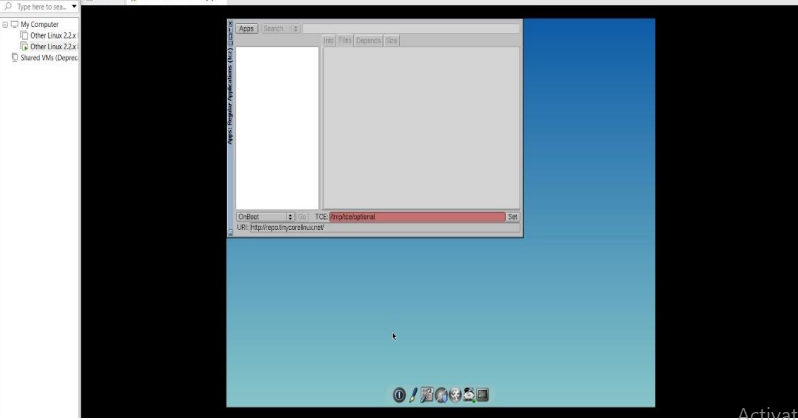 Type here to sea...
My Computer
Other Linux 2.2.x
Other Linux 2.2.x
Shared VMs (Deprec
Apps: Regular Applications (tcz)
Apps
Search
Info
Files
Depends
Size
OnBoot
Go
TCE:
/tmp/tce/optional
Set
URI:
http://repo.tinycorelinux.net/
Activat